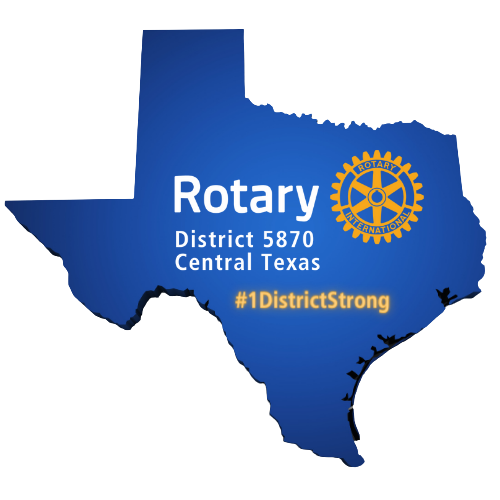 Rotary
ROTARY
INTERNATIONAL
District 5870
Central Texas
#1DistrictStrong